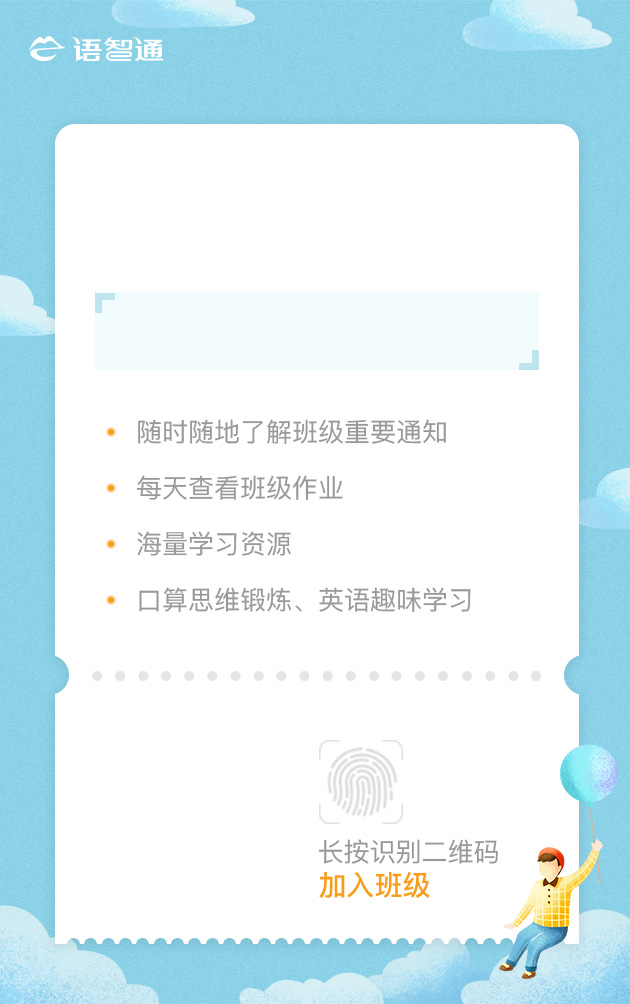 语智通
随时随地了解班级重要通知
每天查看班级作业
海量学习资源
口算思维锻炼、英语趣味学习
长按识别二维码
加入班级